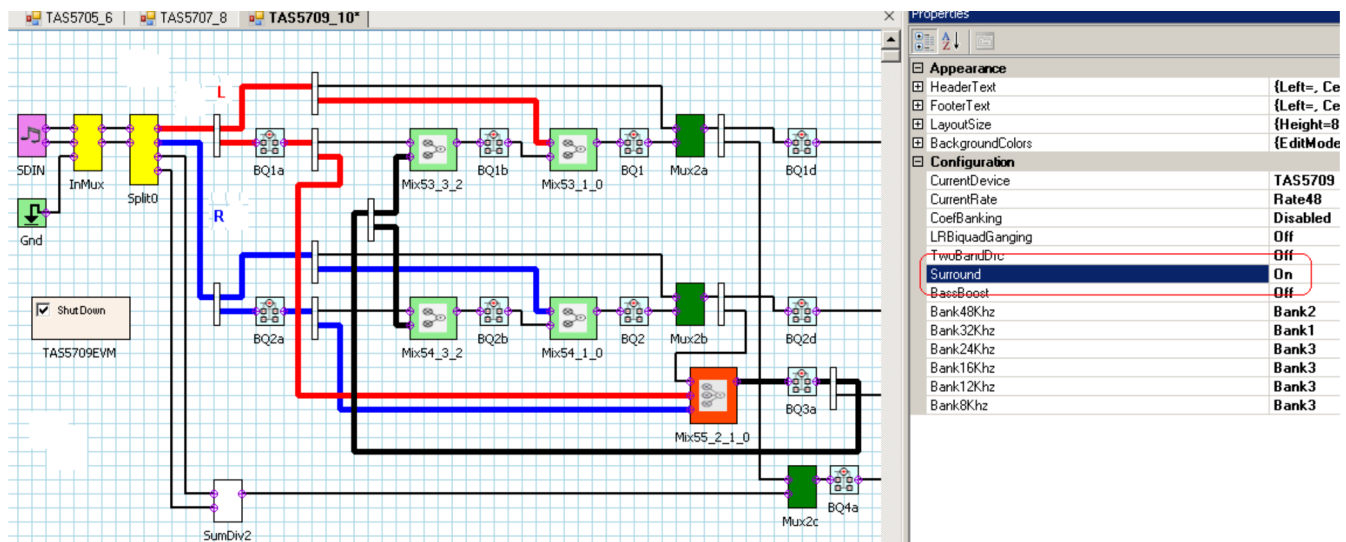 TAS5705_6
TAS5707_8
TAS5709_10*
Properties
L
SDIN
InMux
Split0
BQ1a
Mix53_3_2
BQ1b
Mix53_1_0
BQ1
Mux2a
BQ1d
Gnd
R
Shut Down
TAS5709EVM
BQ2a
Mix54_3_2
BQ2b
Mix54_1_0
BQ2
Mux2b
BQ2d
Mix55_2_1_0
BQ3a
SumDiv2
Mux2c
BQ4a
Appearance
HeaderText {Left=, Ce
FooterText {Left=, Ce
LayoutSize {Height=8
BackgroundColors {EditMode
Configuration
CurrentDevice TAS5709
CurrentRate Rate48
CoefBanking Disabled
LRBiquadGanging Off
TwoBandDrc Off
Surround On
BassBoost Off
Bank48Khz Bank2
Bank32Khz Bank1
Bank24Khz Bank3
Bank16Khz Bank3
Bank12Khz Bank3
Bank8Khz Bank3